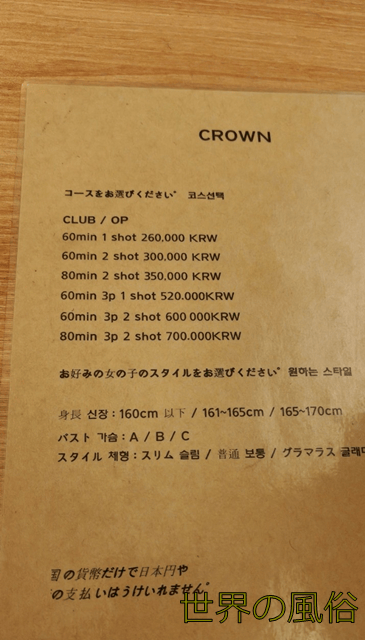 CROWN
コースをお選びください゜ 코스선택
CLUB / OP
60min 1 shot 260,000 KRW
60min 2 shot 300,000 KRW
80min 2 shot 350,000 KRW
60min 3p 1 shot 520.000KRW
60min 3p 2 shot 600 000KRW
80min 3p 2 shot 700.000KRW
お好みの女の子のスタイルをお選びください゜ 원하는 스타일
身長 신장 : 160cm 以下 / 161~165cm / 165~170cm
バスト 가슴 : A / B / C
スタイル 체형 : スリム 슬림 / 普通 보통 / グラマラス 글래머
の貨幣だけで日本円や
の支払いはうけいれません゜
世界の風俗